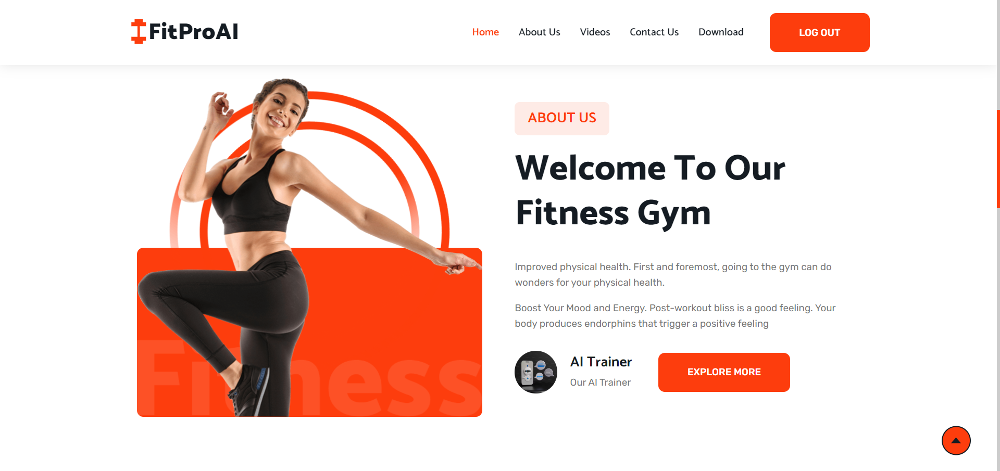 FitProAI
Home About Us Videos Contact Us Download LOG OUT
ABOUT US
Welcome To Our
Fitness Gym
Improved physical health. First and foremost, going to the gym can do
wonders for your physical health.
Boost Your Mood and Energy. Post-workout bliss is a good feeling. Your
body produces endorphins that trigger a positive feeling
AI Trainer
Our AI Trainer
EXPLORE MORE
Fitness